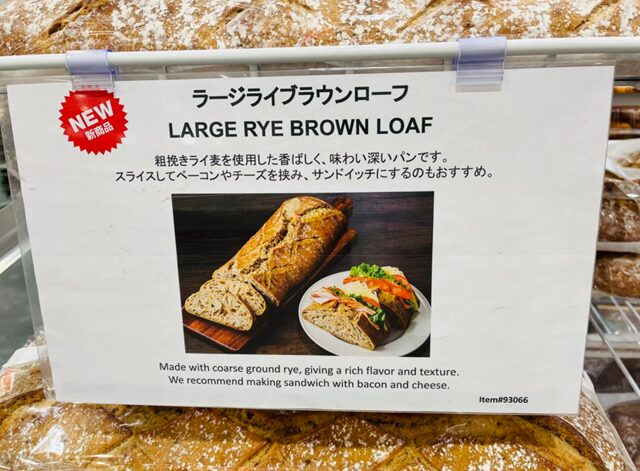 NEW
新商品
ラージライブラウンローフ
LARGE RYE BROWN LOAF
粗挽きライ麦を使用した香ばしく、味わい深いパンです。
スライスしてベーコンやチーズを挟み、サンドイッチにするのもおすすめ。
Made with coarse ground rye, giving a rich flavor and texture.
We recommend making sandwich with bacon and cheese.
Item#93066